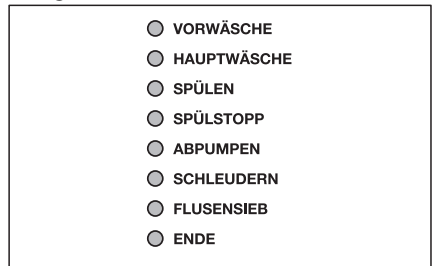 VORWÄSCHE
HAUPTWÄSCHE
SPÜLEN
SPÜLSTOPP
ABPUMPEN
SCHLEUDERN
FLUSENSIEB
ENDE